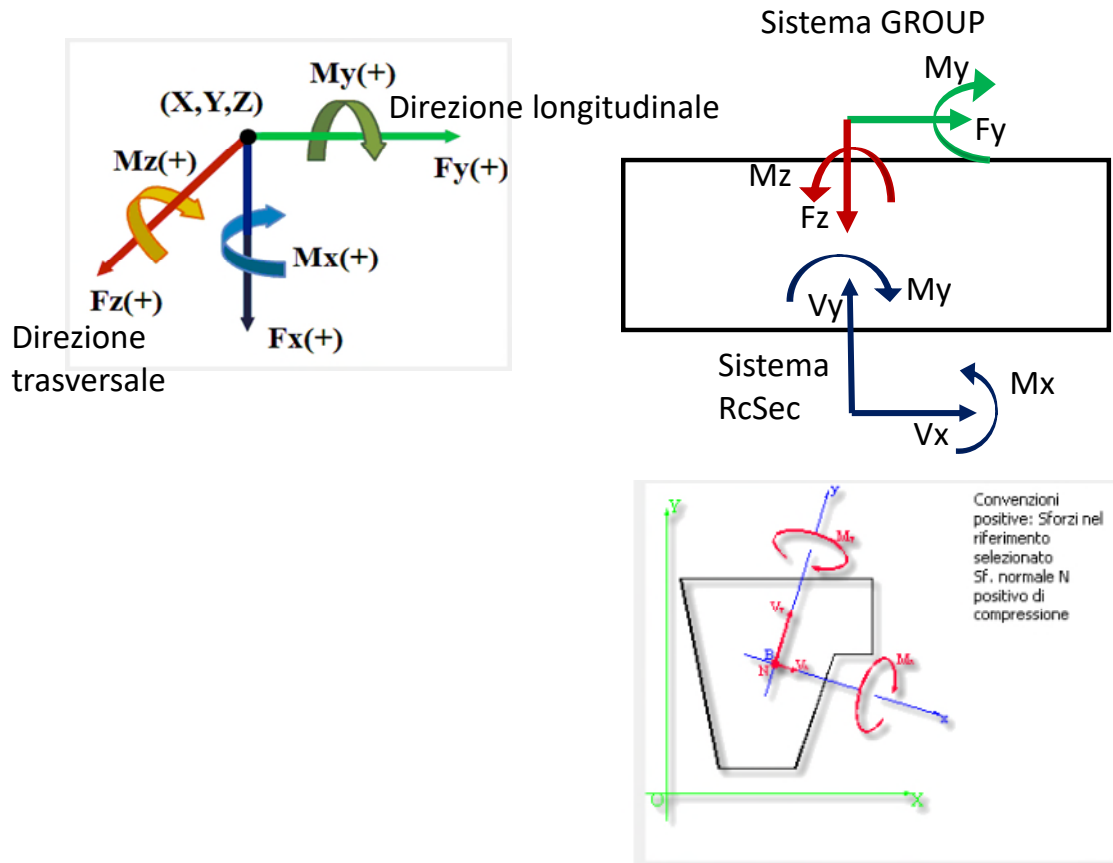 Sistema GROUP
My(+)
(X,Y,Z)
Direzione longitudinale
Mz(+)
Fy(+)
Mx(+)
Fz(+)
Fx(+)
Direzione
trasversale
My
Fy
Mz
Fz
My
Vy
Sistema
RcSec
Mx
Vx
Y
y
Convenzioni
positive: Sforzi nel
riferimento
selezionato
Sf. normale N
positivo di
compressione
B
N
x
O
X